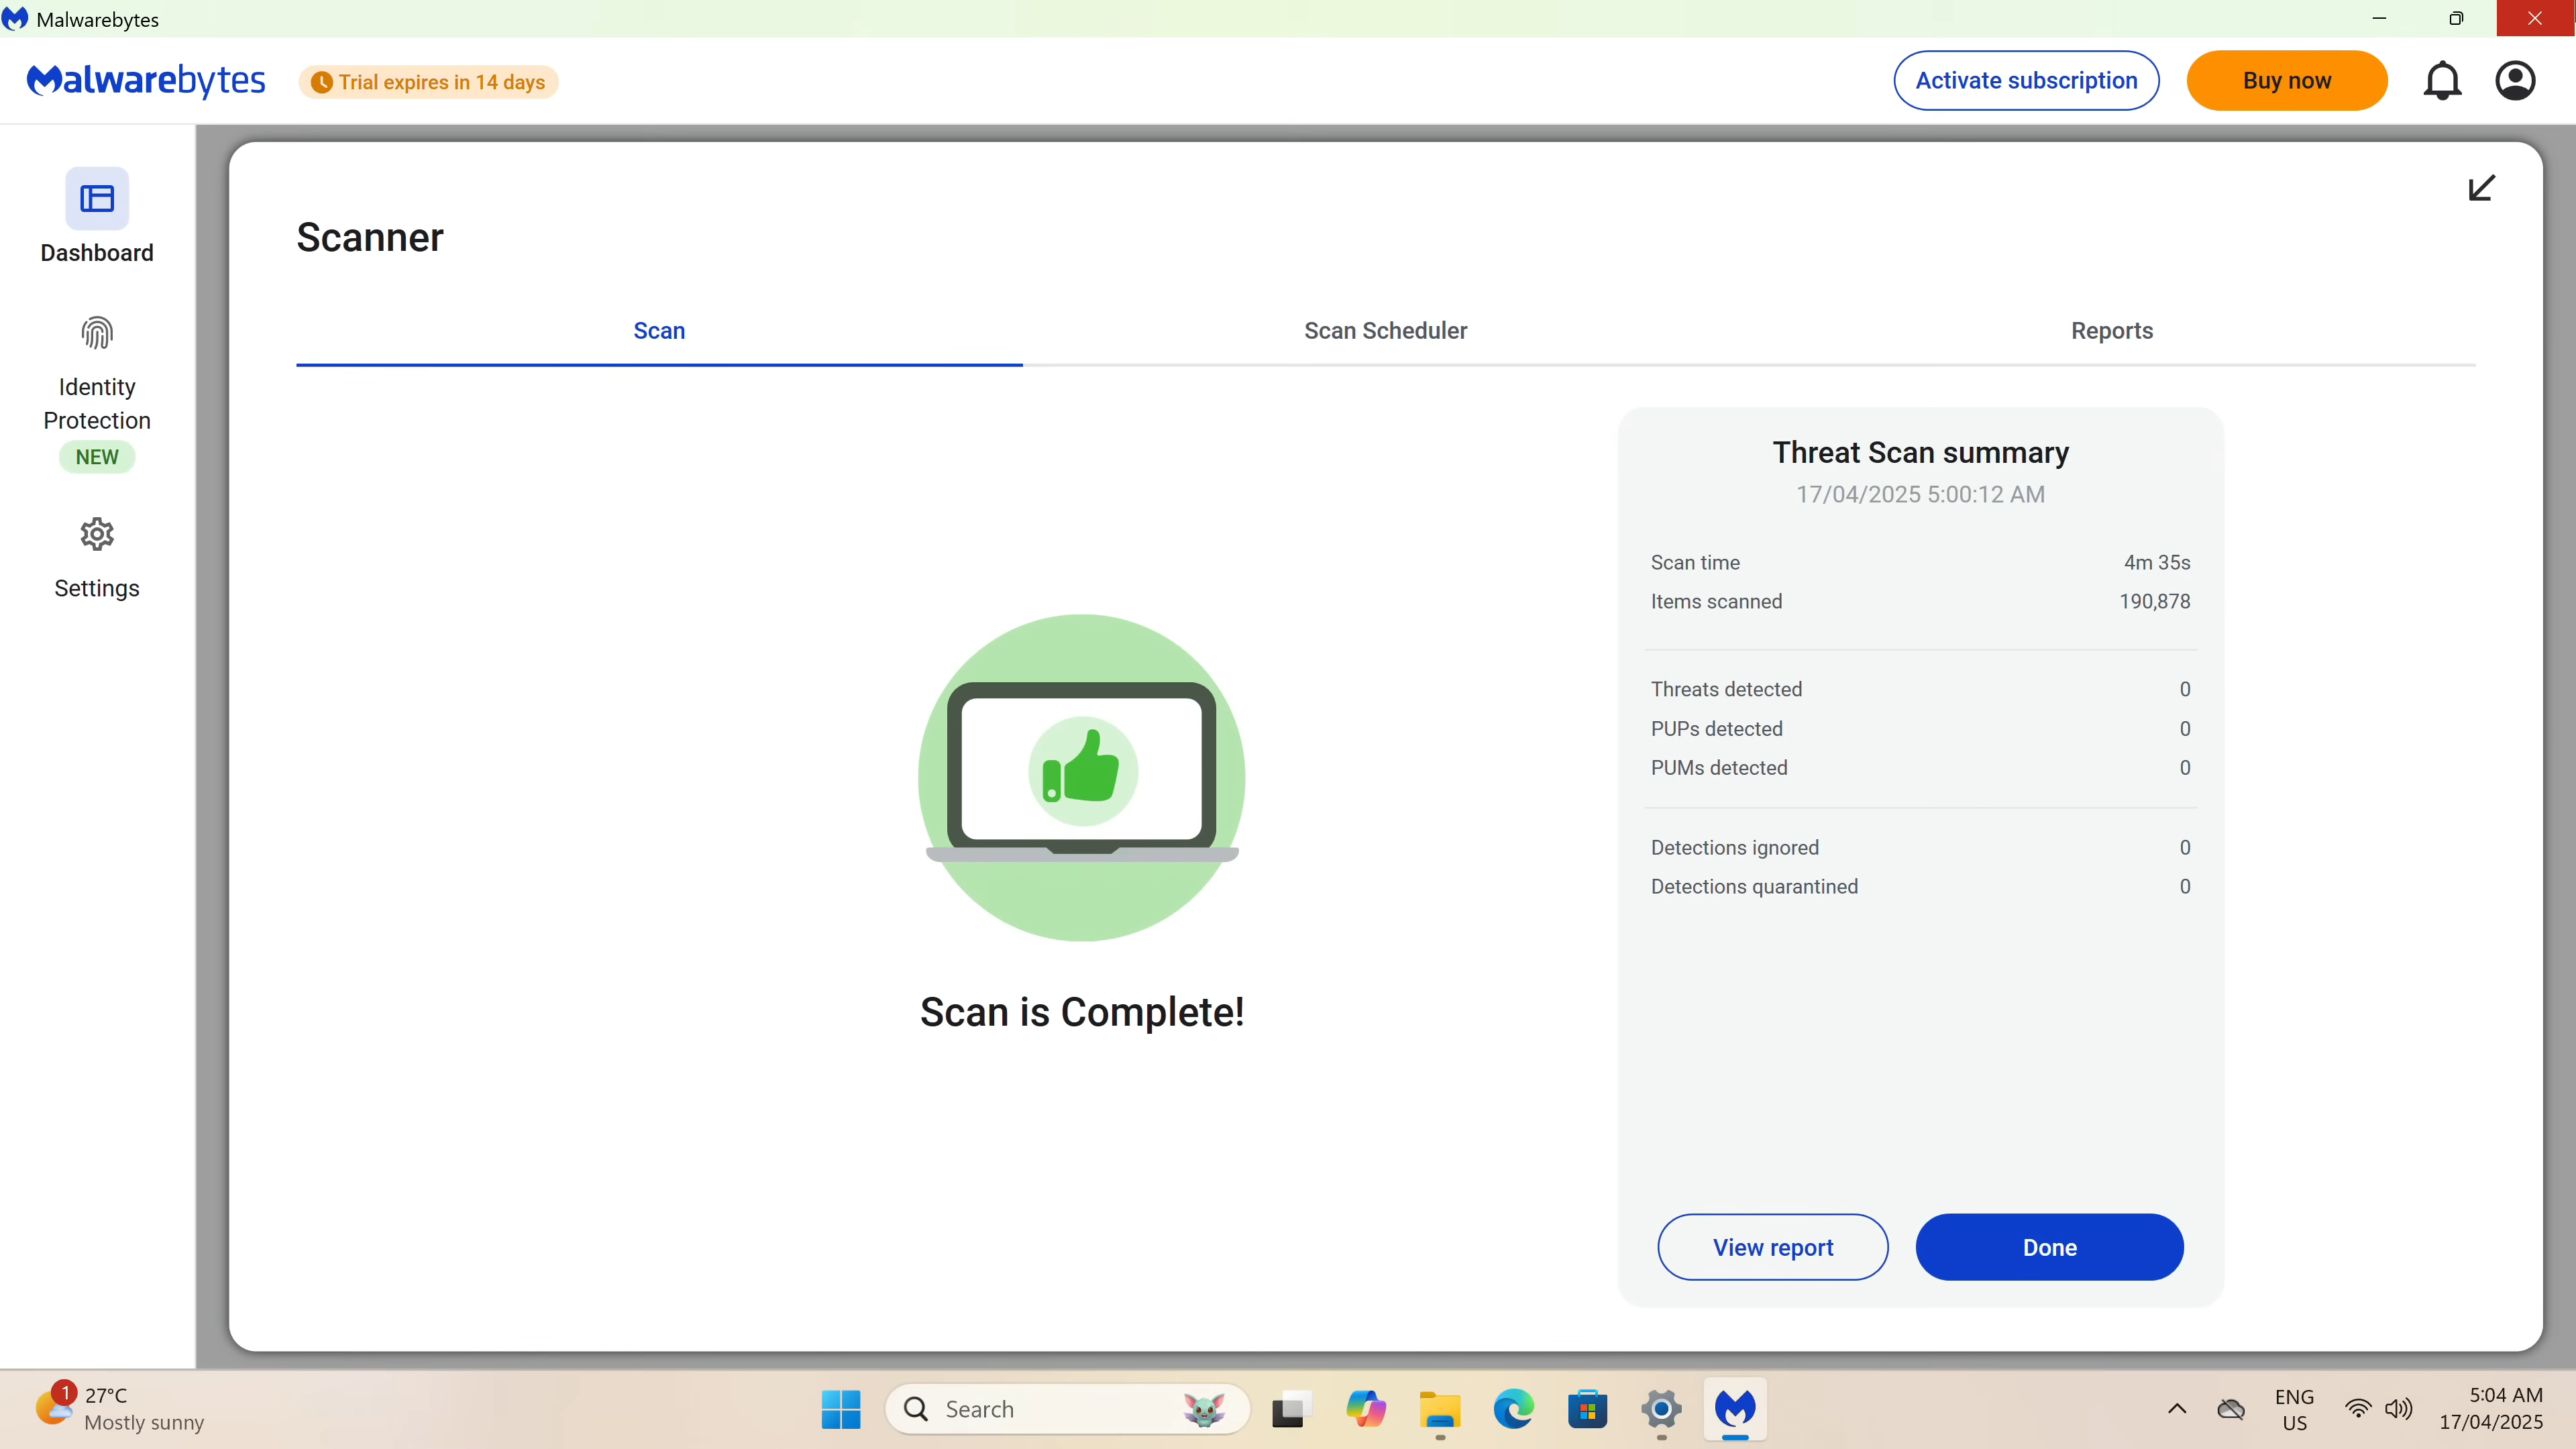 Malwarebytes
Malwarebytes
Trial expires in 14 days
Activate subscription
Buy now
Dashboard
Identity
Protection
NEW
Settings
Scanner
Scan
Scan Scheduler
Reports
Scan is Complete!
Threat Scan summary
17/04/2025 5:00:12 AM
Scan time 4m 35s
Items scanned 190,878
Threats detected 0
PUPs detected 0
PUMs detected 0
Detections ignored 0
Detections quarantined 0
View report
Done
1
27°C
Mostly sunny
Search
ENG
US
5:04 AM
17/04/2025